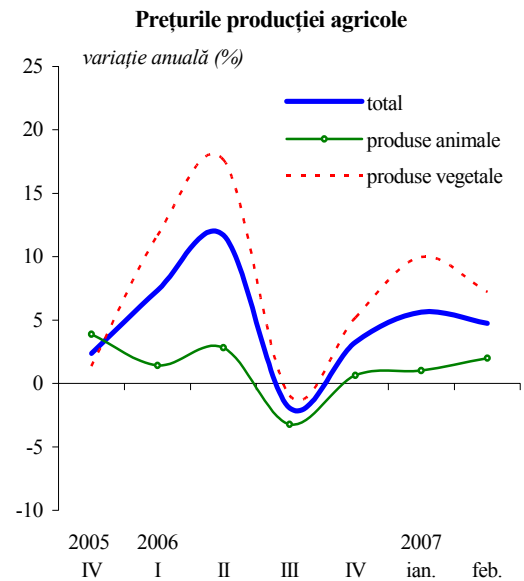 Prețurile producției agricole
variație anuală (%)
25
20
15
10
5
0
-5
-10
total
produse animale
produse vegetale
2005 2006 2007
IV I II III IV ian. feb.